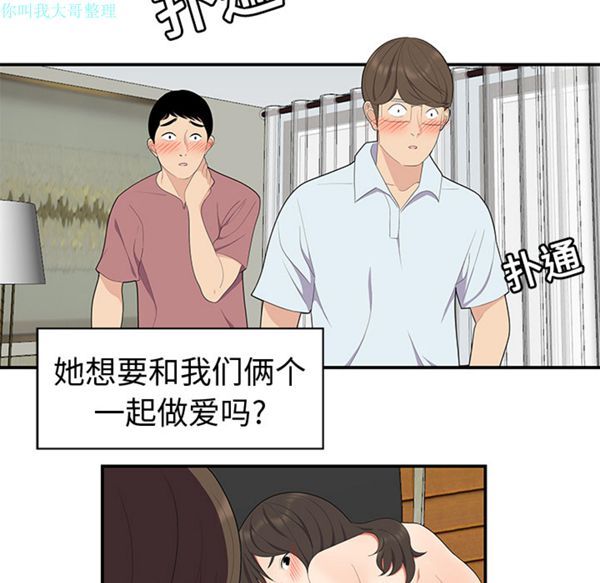 你叫我大哥整理
扑通
扑通
她想要和我们俩个
一起做爱吗?